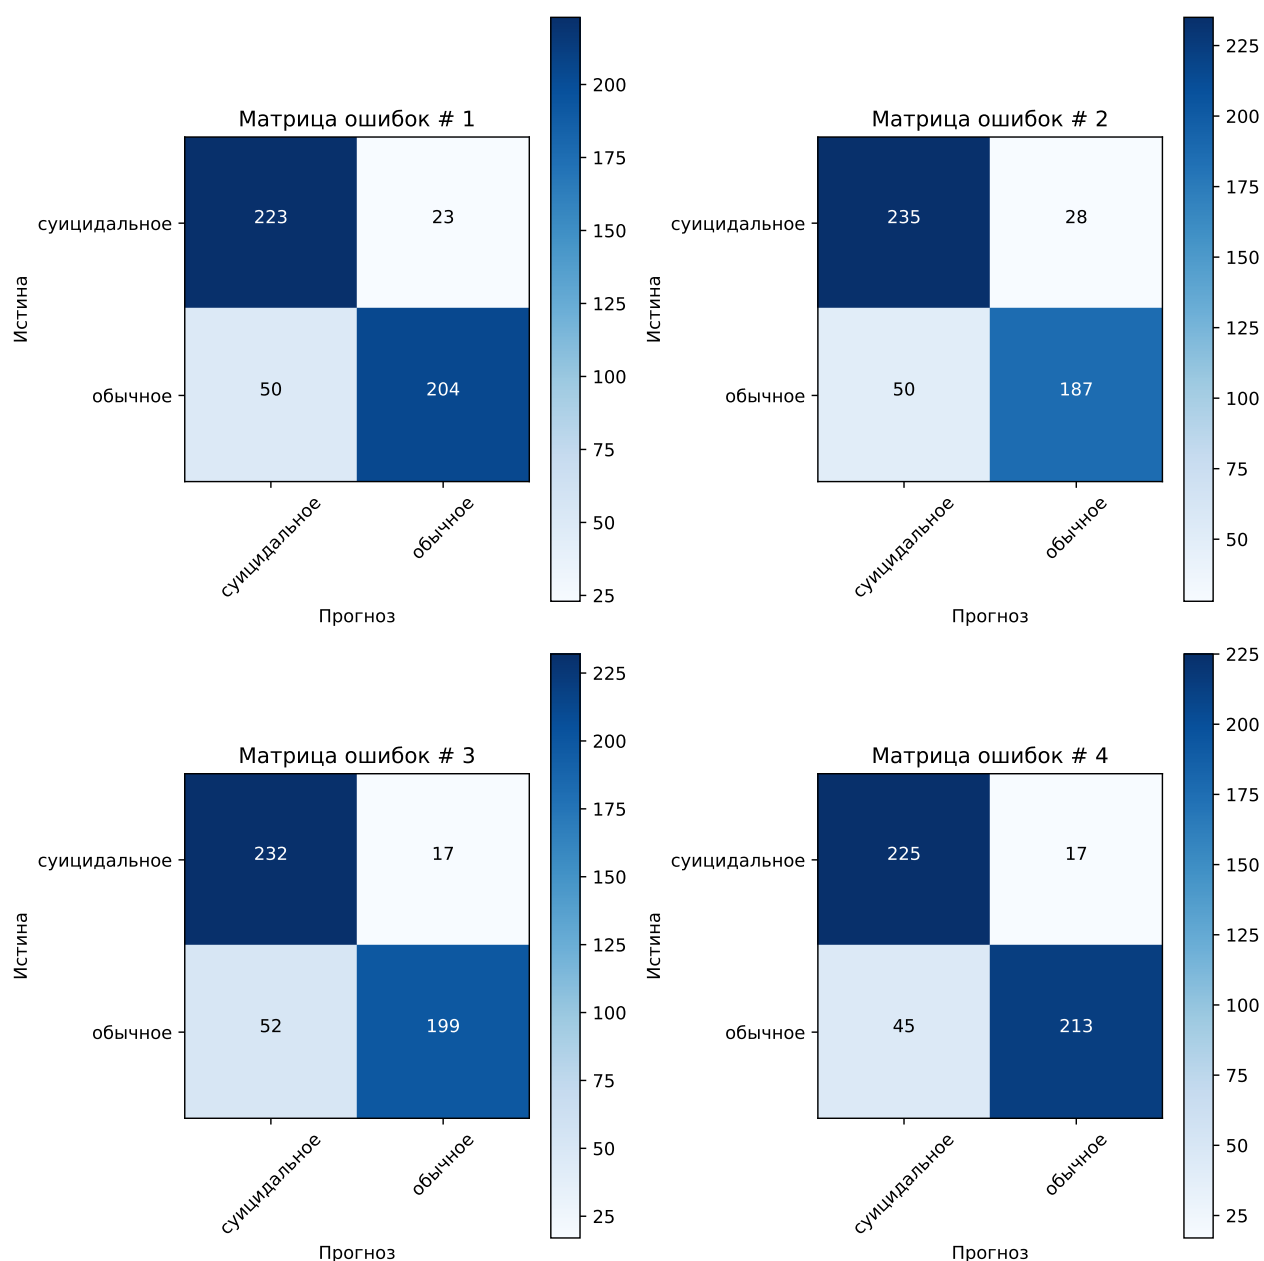 Матрица ошибок # 1
суицидальное
обычное
223 23
50 204
Истина
суицидальное обычное
Прогноз
200
175
150
125
100
75
50
25
Матрица ошибок # 2
суицидальное
обычное
235 28
50 187
Истина
суицидальное обычное
Прогноз
225
200
175
150
125
100
75
50
Матрица ошибок # 3
суицидальное
обычное
232 17
52 199
Истина
суицидальное обычное
Прогноз
225
200
175
150
125
100
75
50
25
Матрица ошибок # 4
суицидальное
обычное
225 17
45 213
Истина
суицидальное обычное
Прогноз
225
200
175
150
125
100
75
50
25